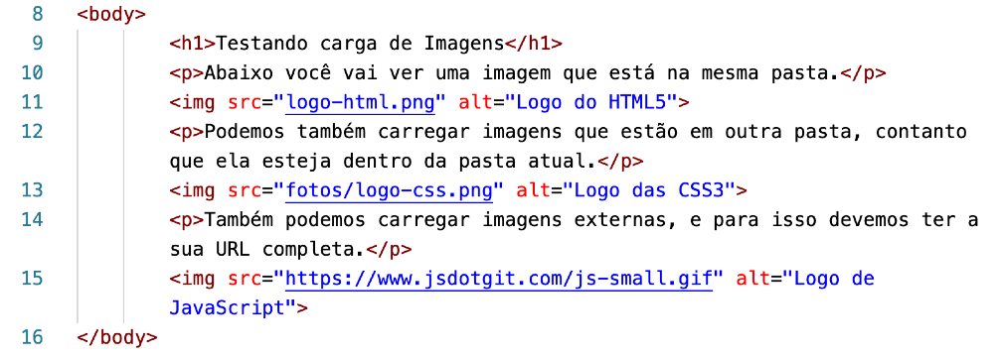 8 <body>
9 <h1>Testando carga de Imagens</h1>
10 <p>Abaixo você vai ver uma imagem que está na mesma pasta.</p>
11 <img src="logo-html.png" alt="Logo do HTML5">
12 <p>Podemos também carregar imagens que estão em outra pasta, contanto
que ela esteja dentro da pasta atual.</p>
13 <img src="fotos/logo-css.png" alt="Logo das CSS3">
14 <p>Também podemos carregar imagens externas, e para isso devemos ter a
sua URL completa.</p>
15 <img src="https://www.jsdotgit.com/js-small.gif" alt="Logo de
JavaScript">
16 </body>